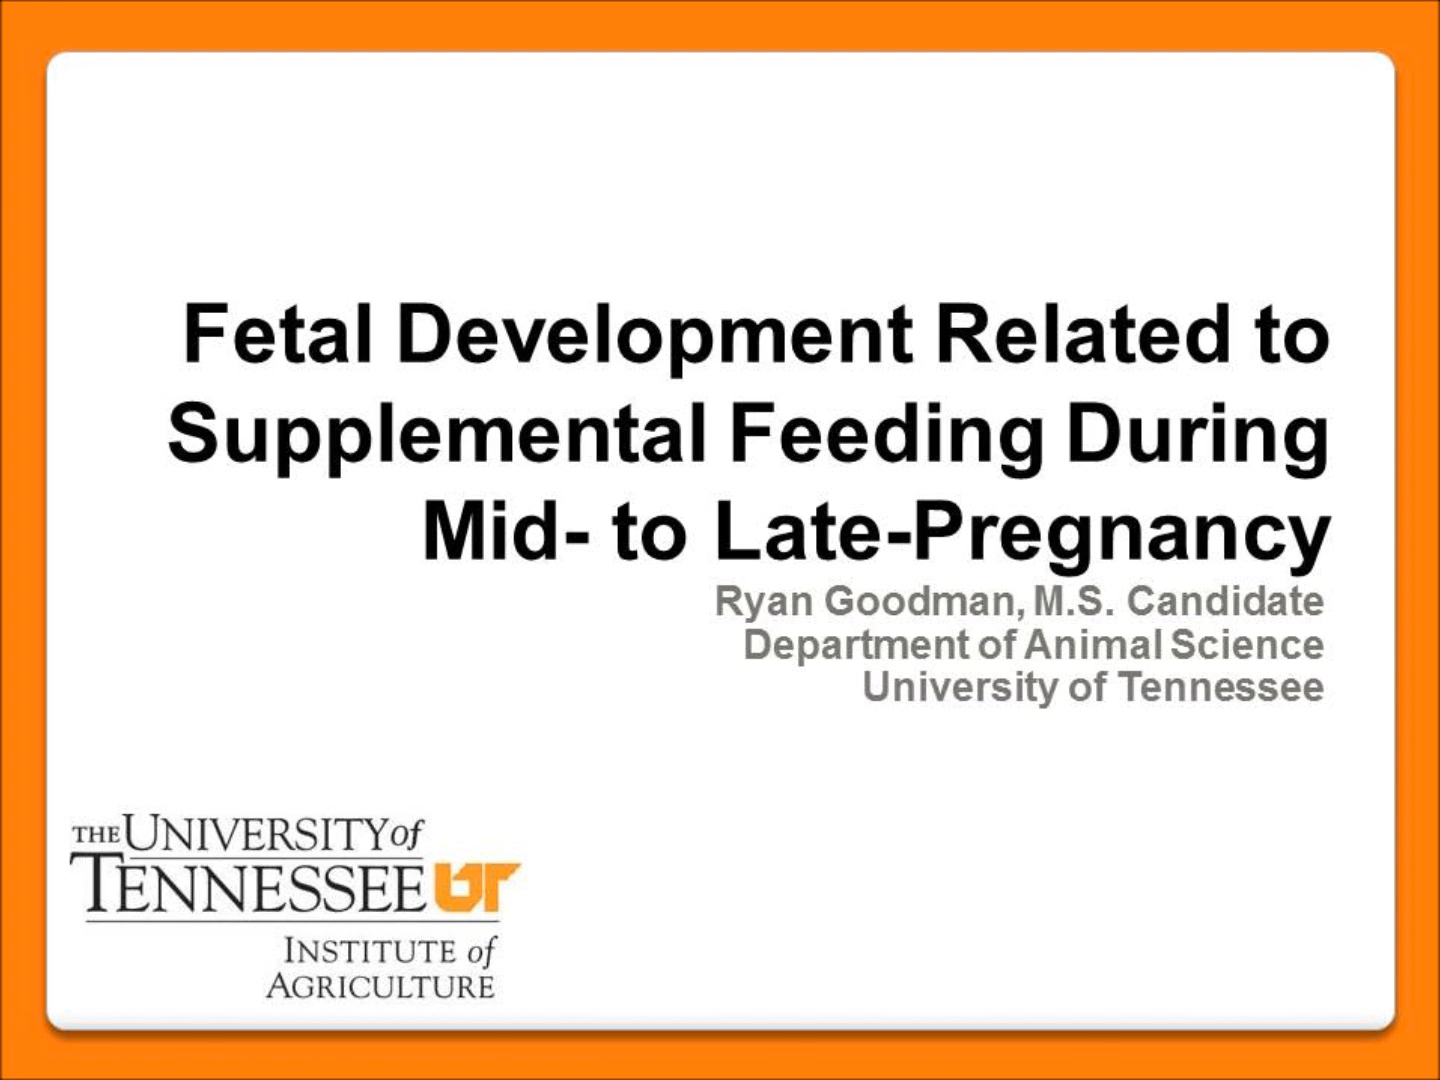 Fetal Development Related to
Supplemental Feeding During
Mid- to Late-Pregnancy
Ryan Goodman, M.S. Candidate
Department of Animal Science
University of Tennessee
THE UNIVERSITY of
TENNESSEE UT
INSTITUTE of
AGRICULTURE